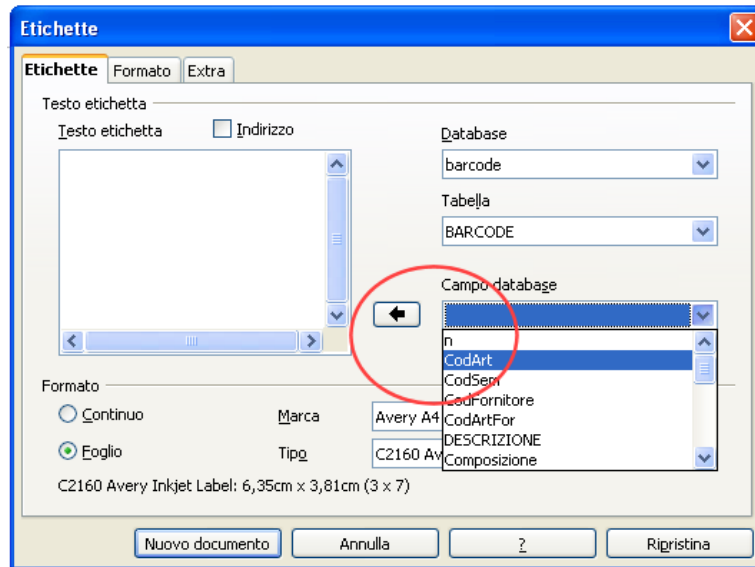 Etichette
Etichette Formato Extra
Testo etichetta
Testo etichetta Indirizzo
Database
barcode
Tabella
BARCODE
Campo database
n
CodArt
CodSem
CodFornitore
CodArtFor
DESCRIZIONE
Composizione
Formato
Continuo
Marca
Avery A4
Foglio
Tipo
C2160 Av
C2160 Avery Inkjet Label: 6,35cm x 3,81cm (3 x 7)
Nuovo documento Annulla ? Ripristina